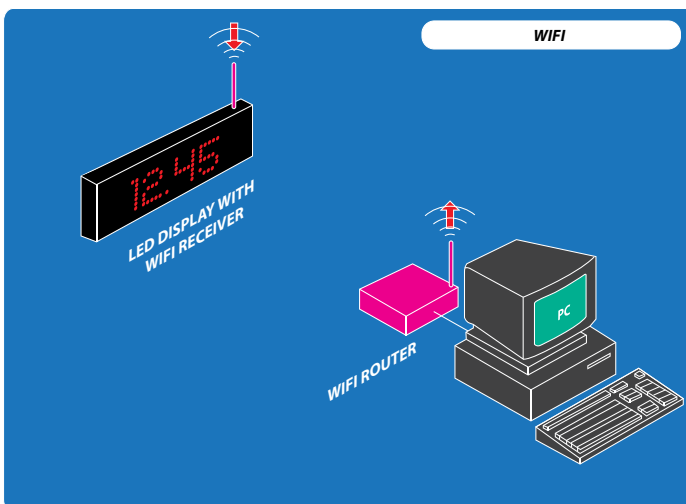 WIFI
12.45
LED DISPLAY WITH
WIFI RECEIVER
PC
WIFI ROUTER